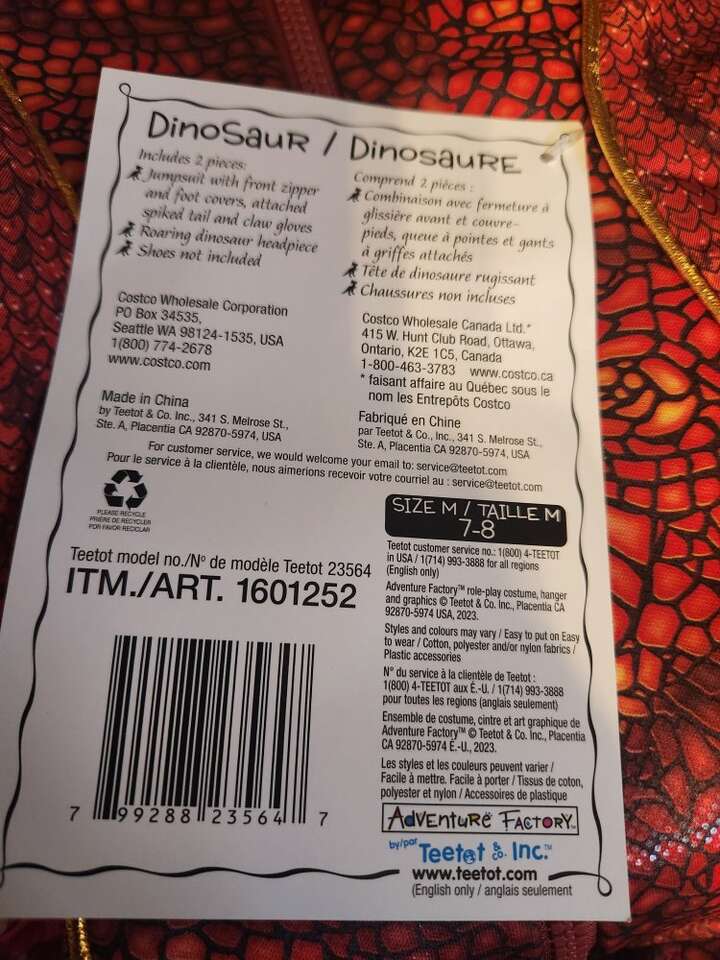 DinoSauR / DinosauRE
Includes 2 pieces:
Jumpsuit with front zipper
and foot covers, attached
spiked tail and claw gloves
Roaring dinosaur headpiece
Shoes not included
Comprend 2 pièces :
Combinaison avec fermeture à
glissière avant et couvre-
pieds, queue à pointes et gants
à griffes attachés
Tête de dinosaure rugissant
Chaussures non incluses
Costco Wholesale Corporation
PO Box 34535,
Seattle WA 98124-1535, USA
1(800) 774-2678
www.costco.com
Costco Wholesale Canada Ltd.*
415 W. Hunt Club Road, Ottawa,
Ontario, K2E 1C5, Canada
1-800-463-3783 www.costco.ca
* faisant affaire au Québec sous le
nom les Entrepôts Costco
Made in China
by Teetot & Co. Inc., 341 S. Melrose St.,
Ste. A, Placentia CA 92870-5974, USA
Fabriqué en Chine
par Teetot & Co., Inc., 341 S. Melrose St.,
Ste. A, Placentia CA 92870-5974, USA
For customer service, we would welcome your email to: service@teetot.com
Pour le service à la clientèle, nous aimerions recevoir votre courriel au : service@teetot.com
PLEASE RECYCLE
PRIÈRE DE RECYCLER
POR FAVOR RECICLAR
SIZE M / TAILLE M
7-8
Teetot model no./Nº de modèle Teetot 23564
ITM./ART. 1601252
7 99288 23564 7
Teetot customer service no.: 1(800) 4-TEETOT
in USA / 1(714) 993-3888 for all regions
(English only)
Adventure Factory™ role-play costume, hanger
and graphics © Teetot & Co. Inc., Placentia CA
92870-5974 USA, 2023.
Styles and colours may vary / Easy to put on Easy
to wear / Cotton, polyester and/or nylon fabrics /
Plastic accessories
Nº du service à la clientèle de Teetot :
1(800) 4-TEETOT aux É.-U. / 1(714) 993-3888
pour toutes les regions (anglais seulement)
Ensemble de costume, cintre et art graphique de
Adventure Factory™ © Teetot & Co. Inc., Placentia
CA 92870-5974 É.-U., 2023.
Les styles et les couleurs peuvent varier /
Facile à mettre. Facile à porter / Tissus de coton,
polyester et nylon / Accessoires de plastique
ADVENTURE FACTORY™
by/par Teetot & Co. Inc.™
www.teetot.com
(English only / anglais seulement